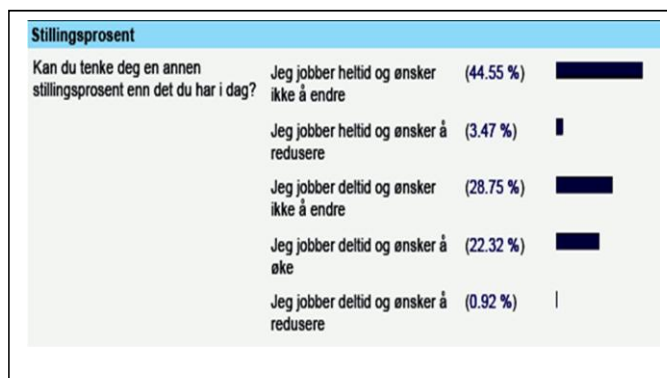 Stillingsprosent
Kan du tenke deg en annen
stillingsprosent enn det du har i dag?
Jeg jobber heltid og ønsker
ikke å endre
(44.55 %)
Jeg jobber heltid og ønsker å
redusere
(3.47 %)
Jeg jobber deltid og ønsker
ikke å endre
(28.75 %)
Jeg jobber deltid og ønsker å
øke
(22.32 %)
Jeg jobber deltid og ønsker å
redusere
(0.92 %)